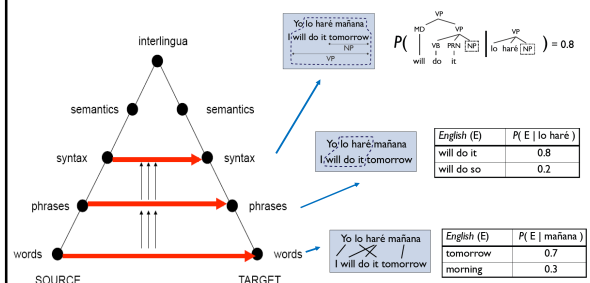 interlingua
semantics semantics
syntax syntax
phrases phrases
words words
SOURCE TARGET
Yo lo haré mañana
I will do it tomorrow
NP
VP
P( | ) = 0.8
VP
MD VP
VB PRN NP
will do it
VP
lo haré NP
Yo lo haré mañana
I will do it tomorrow
English (E) P( E | lo haré )
will do it 0.8
will do so 0.2
Yo lo haré mañana
I will do it tomorrow
English (E) P( E | mañana )
tomorrow 0.7
morning 0.3